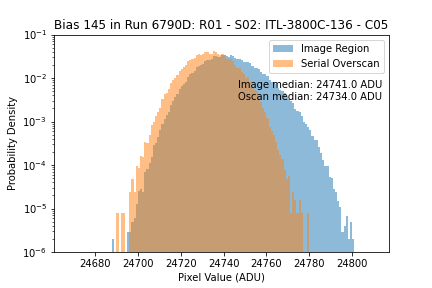 Bias 145 in Run 6790D: R01 - S02: ITL-3800C-136 - C05
Image Region
Serial Overscan
Image median: 24741.0 ADU
Oscan median: 24734.0 ADU
Probability Density
10⁻¹
10⁻²
10⁻³
10⁻⁴
10⁻⁵
10⁻⁶
24680 24700 24720 24740 24760 24780 24800
Pixel Value (ADU)